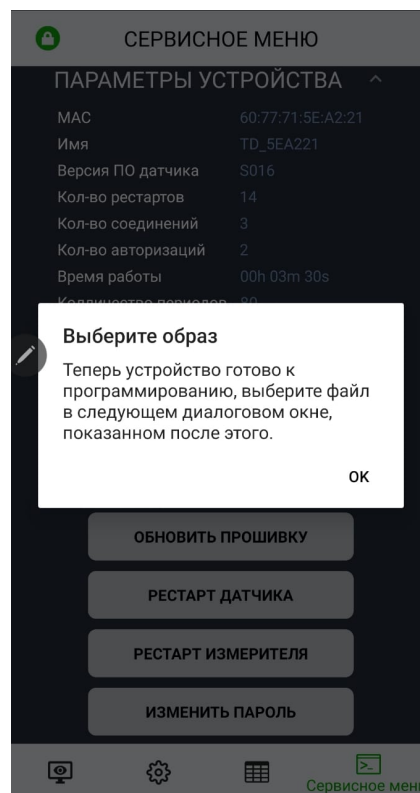 СЕРВИСНОЕ МЕНЮ
ПАРАМЕТРЫ УСТРОЙСТВА
MAC 60:77:71:5E:A2:21
Имя TD_5EA221
Версия ПО датчика S016
Кол-во рестартов 14
Кол-во соединений 3
Кол-во авторизаций 2
Время работы 00h 03m 30s
периодов 80
Выберите образ
Теперь устройство готово к
программированию, выберите файл
в следующем диалоговом окне,
показанном после этого.
OK
ОБНОВИТЬ ПРОШИВКУ
РЕСТАРТ ДАТЧИКА
РЕСТАРТ ИЗМЕРИТЕЛЯ
ИЗМЕНИТЬ ПАРОЛЬ
Сервисное меню